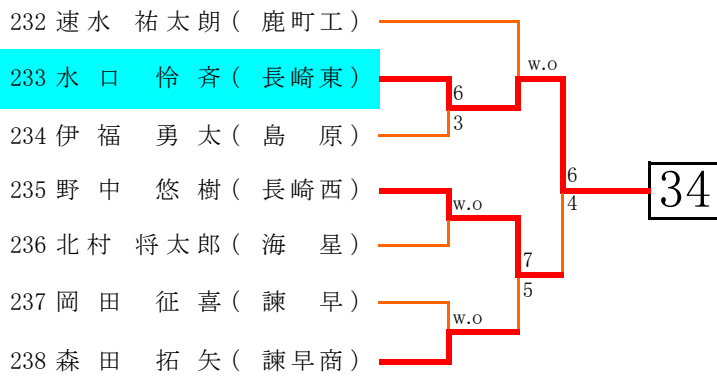 232 速水 祐太朗 ( 鹿町工 )
w.o
233 水口 怜斉 ( 長崎東 )
6
3
234 伊福 勇太 ( 島原 )
6
4
34
235 野中 悠樹 ( 長崎西 )
w.o
236 北村 将太郎 ( 海星 )
7
5
237 岡田 征喜 ( 諫早 )
w.o
238 森田 拓矢 ( 諫早商 )